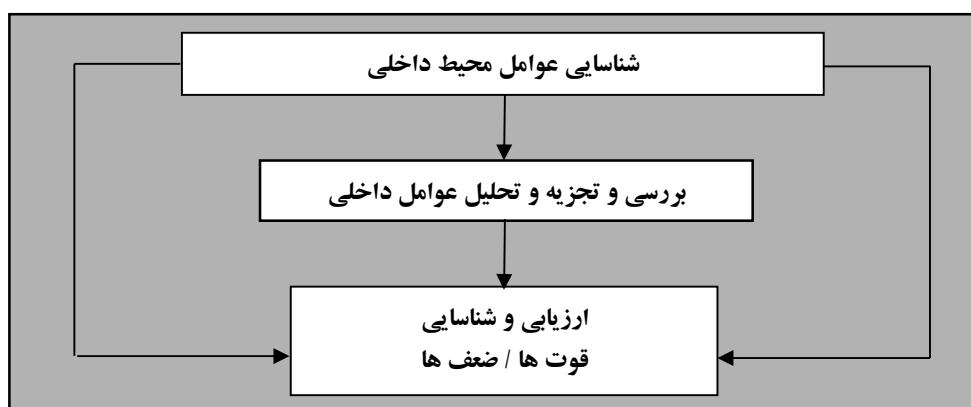 شناسایی عوامل محیط داخلی
بررسی و تجزیه و تحلیل عوامل داخلی
ارزیابی و شناسایی
قوت ها / ضعف ها